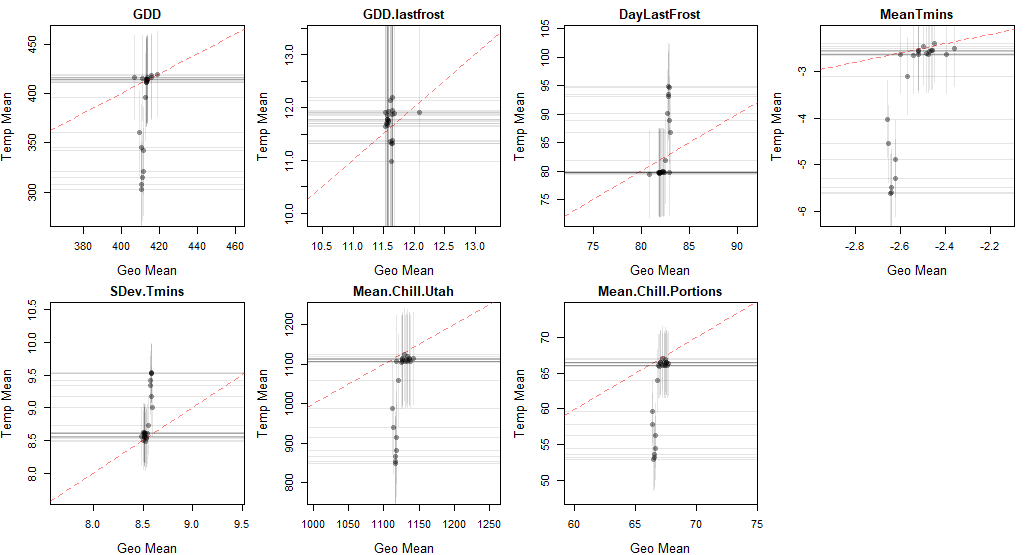 GDD
GDD.lastfrost
DayLastFrost
MeanTmins
Temp Mean
300 350 400 450
380 400 420 440 460
Geo Mean
Temp Mean
10.0 11.0 12.0 13.0
10.5 11.0 11.5 12.0 12.5 13.0
Geo Mean
Temp Mean
75 80 85 90 95 100 105
75 80 85 90
Geo Mean
Temp Mean
-6 -5 -4 -3
-2.8 -2.6 -2.4 -2.2
Geo Mean
SDev.Tmins
Mean.Chill.Utah
Mean.Chill.Portions
Temp Mean
8.0 8.5 9.0 9.5 10.0 10.5
8.0 8.5 9.0 9.5
Geo Mean
Temp Mean
800 900 1000 1100 1200
1000 1050 1100 1150 1200 1250
Geo Mean
Temp Mean
50 55 60 65 70
60 65 70 75
Geo Mean